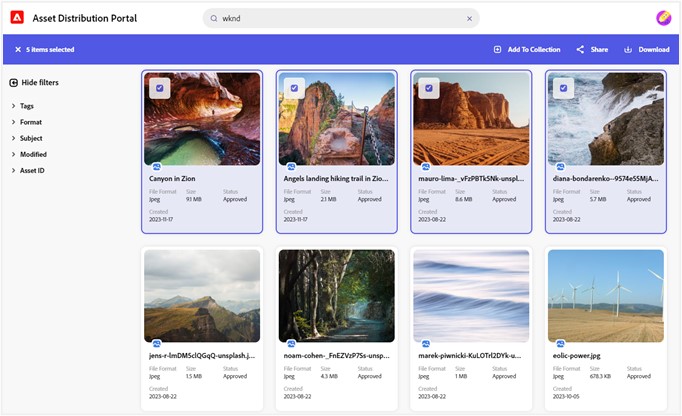 Asset Distribution Portal
wknd
5 items selected
Add To Collection
Share
Download
Hide filters
Tags
Format
Subject
Modified
Asset ID
Canyon in Zion
File Format Size Status
Jpeg 9.1 MB Approved
Created
2023-11-17
Angels landing hiking trail in Zio...
File Format Size Status
Jpeg 2.1 MB Approved
Created
2023-11-17
mauro-lima-_vFzPBTk5Nk-unspl...
File Format Size Status
Jpeg 8.6 MB Approved
Created
2023-08-22
diana-bondarenko--9574e55MjA...
File Format Size Status
Jpeg 5.7 MB Approved
Created
2023-08-22
jens-r-lmDM5clQGqQ-unsplash.j...
File Format Size Status
Jpeg 1.5 MB Approved
Created
2023-08-22
noam-cohen-_FnEZVzP7Ss-unsp...
File Format Size Status
Jpeg 4.3 MB Approved
Created
2023-08-22
marek-piwnicki-KuLOTrl2DYk-u...
File Format Size Status
Jpeg 1 MB Approved
Created
2023-08-22
eolic-power.jpg
File Format Size Status
Jpeg 678.3 KB Approved
Created
2023-10-05